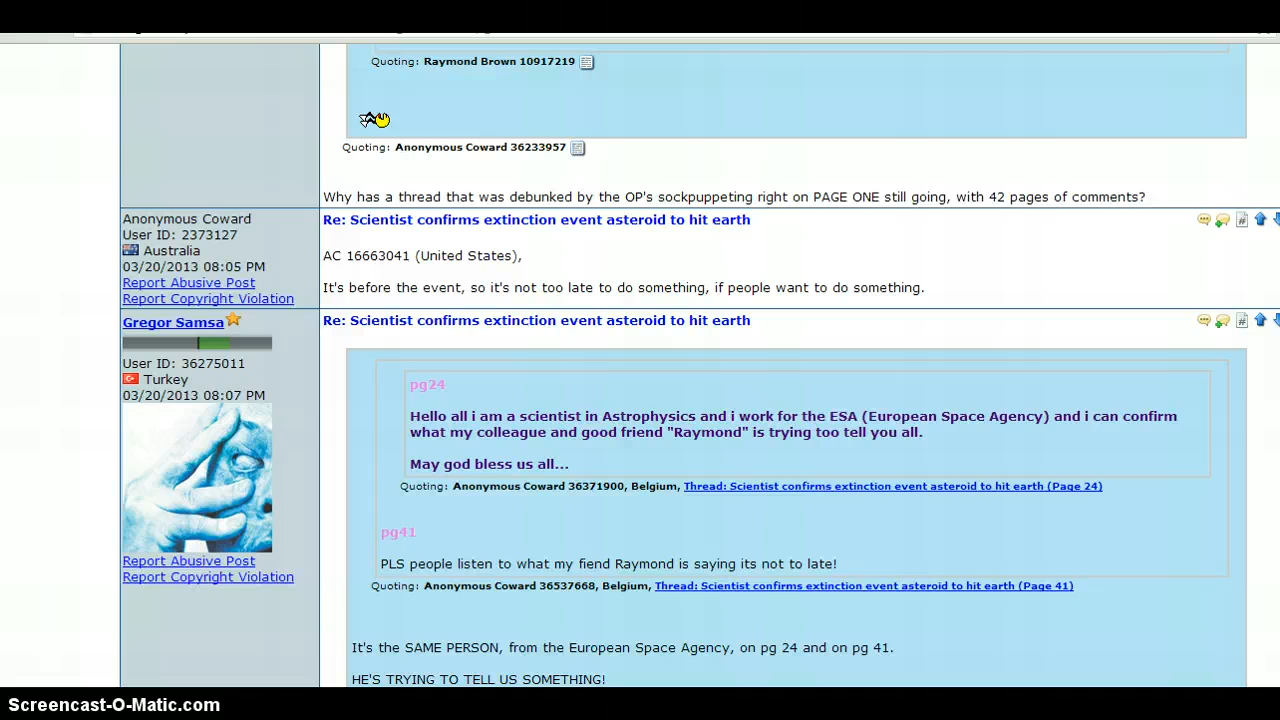 Quoting: Raymond Brown 10917219
Quoting: Anonymous Coward 36233957
Why has a thread that was debunked by the OP's sockpuppeting right on PAGE ONE still going, with 42 pages of comments?
Anonymous Coward
User ID: 2373127
Australia
03/20/2013 08:05 PM
Report Abusive Post
Report Copyright Violation
Re: Scientist confirms extinction event asteroid to hit earth
AC 16663041 (United States),
It's before the event, so it's not too late to do something, if people want to do something.
Gregor Samsa
User ID: 36275011
Turkey
03/20/2013 08:07 PM
Report Abusive Post
Report Copyright Violation
Re: Scientist confirms extinction event asteroid to hit earth
pg24
Hello all i am a scientist in Astrophysics and i work for the ESA (European Space Agency) and i can confirm
what my colleague and good friend "Raymond" is trying too tell you all.
May god bless us all...
Quoting: Anonymous Coward 36371900, Belgium, Thread: Scientist confirms extinction event asteroid to hit earth (Page 24)
pg41
PLS people listen to what my fiend Raymond is saying its not to late!
Quoting: Anonymous Coward 36537668, Belgium, Thread: Scientist confirms extinction event asteroid to hit earth (Page 41)
It's the SAME PERSON, from the European Space Agency, on pg 24 and on pg 41.
HE'S TRYING TO TELL US SOMETHING!
Screencast-O-Matic.com